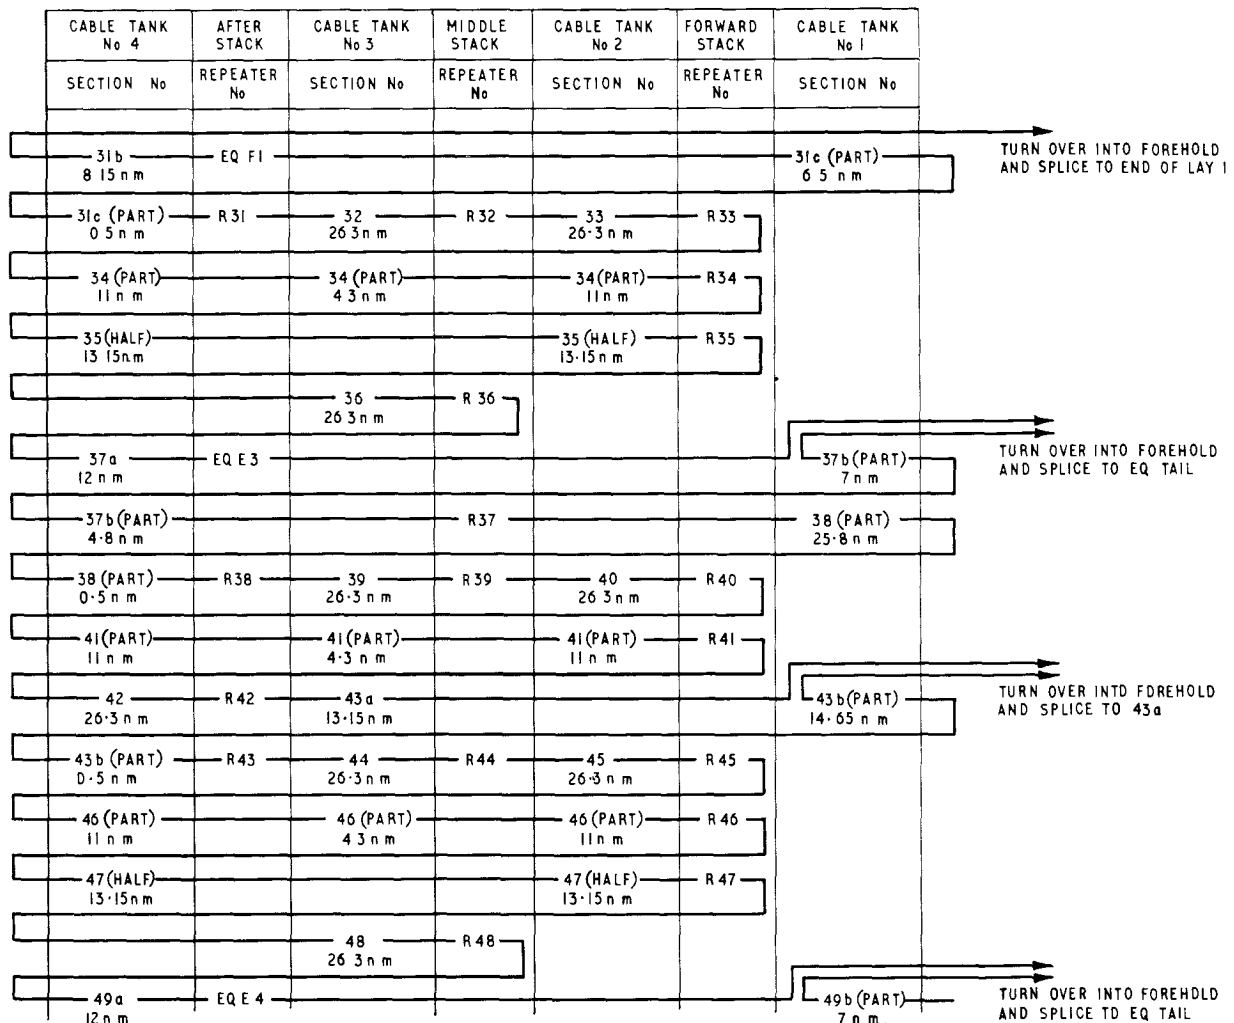 CABLE TANK No 4
AFTER STACK
CABLE TANK No 3
MIDDLE STACK
CABLE TANK No 2
FORWARD STACK
CABLE TANK No 1
SECTION No
REPEATER No
SECTION No
REPEATER No
SECTION No
REPEATER No
SECTION No
31b EQ F1 31c (PART)
8 15 nm 6 5 nm
TURN OVER INTO FOREHOLD
AND SPLICE TO END OF LAY 1
31c (PART) R31 32 R32 33 R33
0 5 n m 26 3 n m 26·3 n m
34 (PART) 34 (PART) 34 (PART) R34
11 n m 4 3 n m 11 n m
35 (HALF) 35 (HALF) R35
13 15 n m 13·15 n m
36 R 36
26 3 n m
37a EQ E3 37b (PART)
12 n m 7 n m
TURN OVER INTO FOREHOLD
AND SPLICE TO EQ TAIL
37b (PART) R37 38 (PART)
4·8 n m 25·8 n m
38 (PART) R38 39 R39 40 R40
0·5 n m 26·3 n m 26 3 n m
41 (PART) 41 (PART) 41 (PART) R41
11 n m 4·3 n m 11 n m
42 R42 43a 43b (PART)
26·3 n m 13·15 n m 14·65 n m
TURN OVER INTO FOREHOLD
AND SPLICE TO 43a
43b (PART) R43 44 R44 45 R45
0·5 n m 26·3 n m 26·3 n m
46 (PART) 46 (PART) 46 (PART) R46
11 n m 4 3 n m 11 n m
47 (HALF) 47 (HALF) R47
13·15 n m 13·15 n m
48 R48
26 3 n m
49a EQ E4 49b (PART)
12 n m 7 n m
TURN OVER INTO FOREHOLD
AND SPLICE TO EQ TAIL